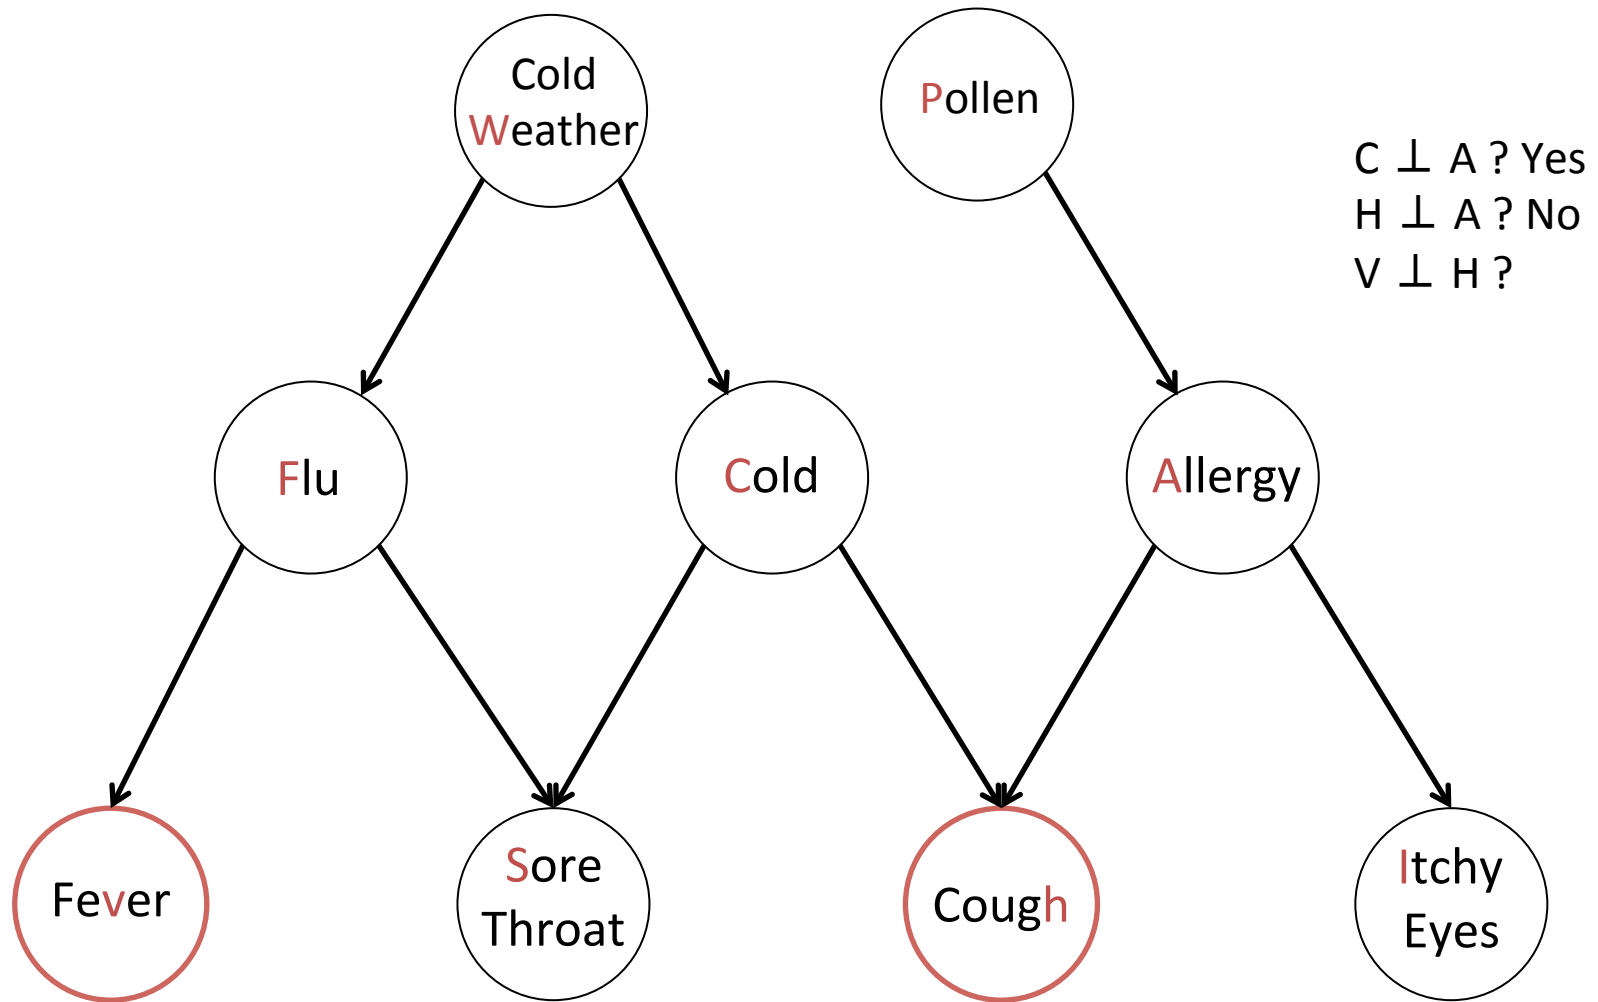 Cold
Weather
Pollen
C ⊥ A ? Yes
H ⊥ A ? No
V ⊥ H ?
Flu
Cold
Allergy
Fever
Sore
Throat
Cough
Itchy
Eyes